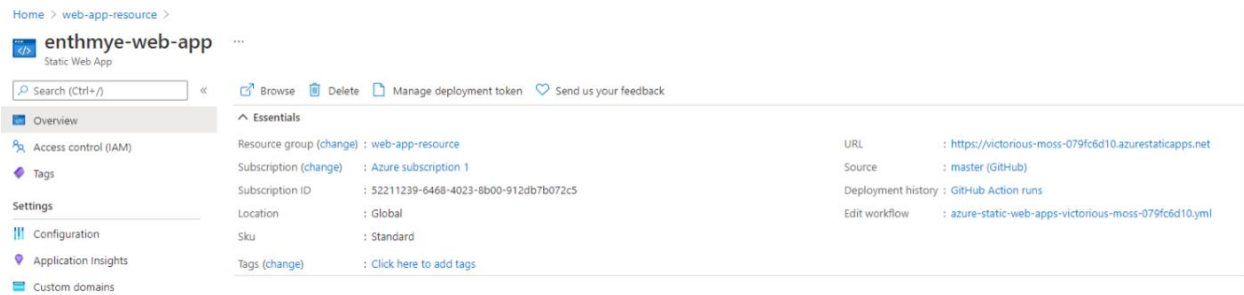 Home > web-app-resource >
enthmye-web-app ...
Static Web App
Search (Ctrl+/) «
Browse Delete Manage deployment token Send us your feedback
Overview
Access control (IAM)
Tags
Settings
Configuration
Application Insights
Custom domains
Essentials
Resource group (change) : web-app-resource
Subscription (change) : Azure subscription 1
Subscription ID : 52211239-6468-4023-8b00-912db7b072c5
Location : Global
Sku : Standard
Tags (change) : Click here to add tags
URL : https://victorious-moss-079fc6d10.azurestaticapps.net
Source : master (GitHub)
Deployment history : GitHub Action runs
Edit workflow : azure-static-web-apps-victorious-moss-079fc6d10.yml